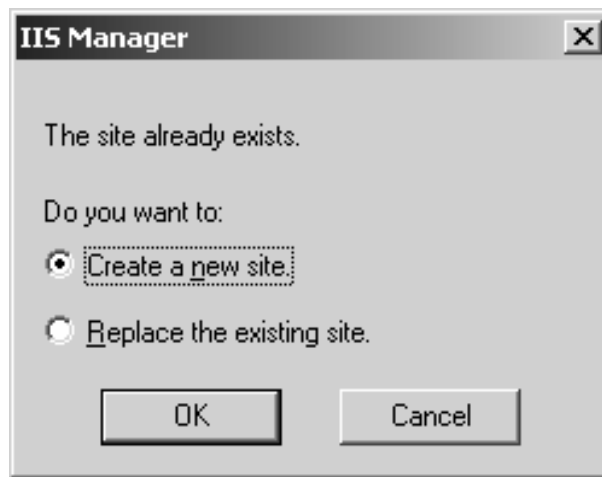 IIS Manager
The site already exists.
Do you want to:
Create a new site.
Replace the existing site.
OK
Cancel